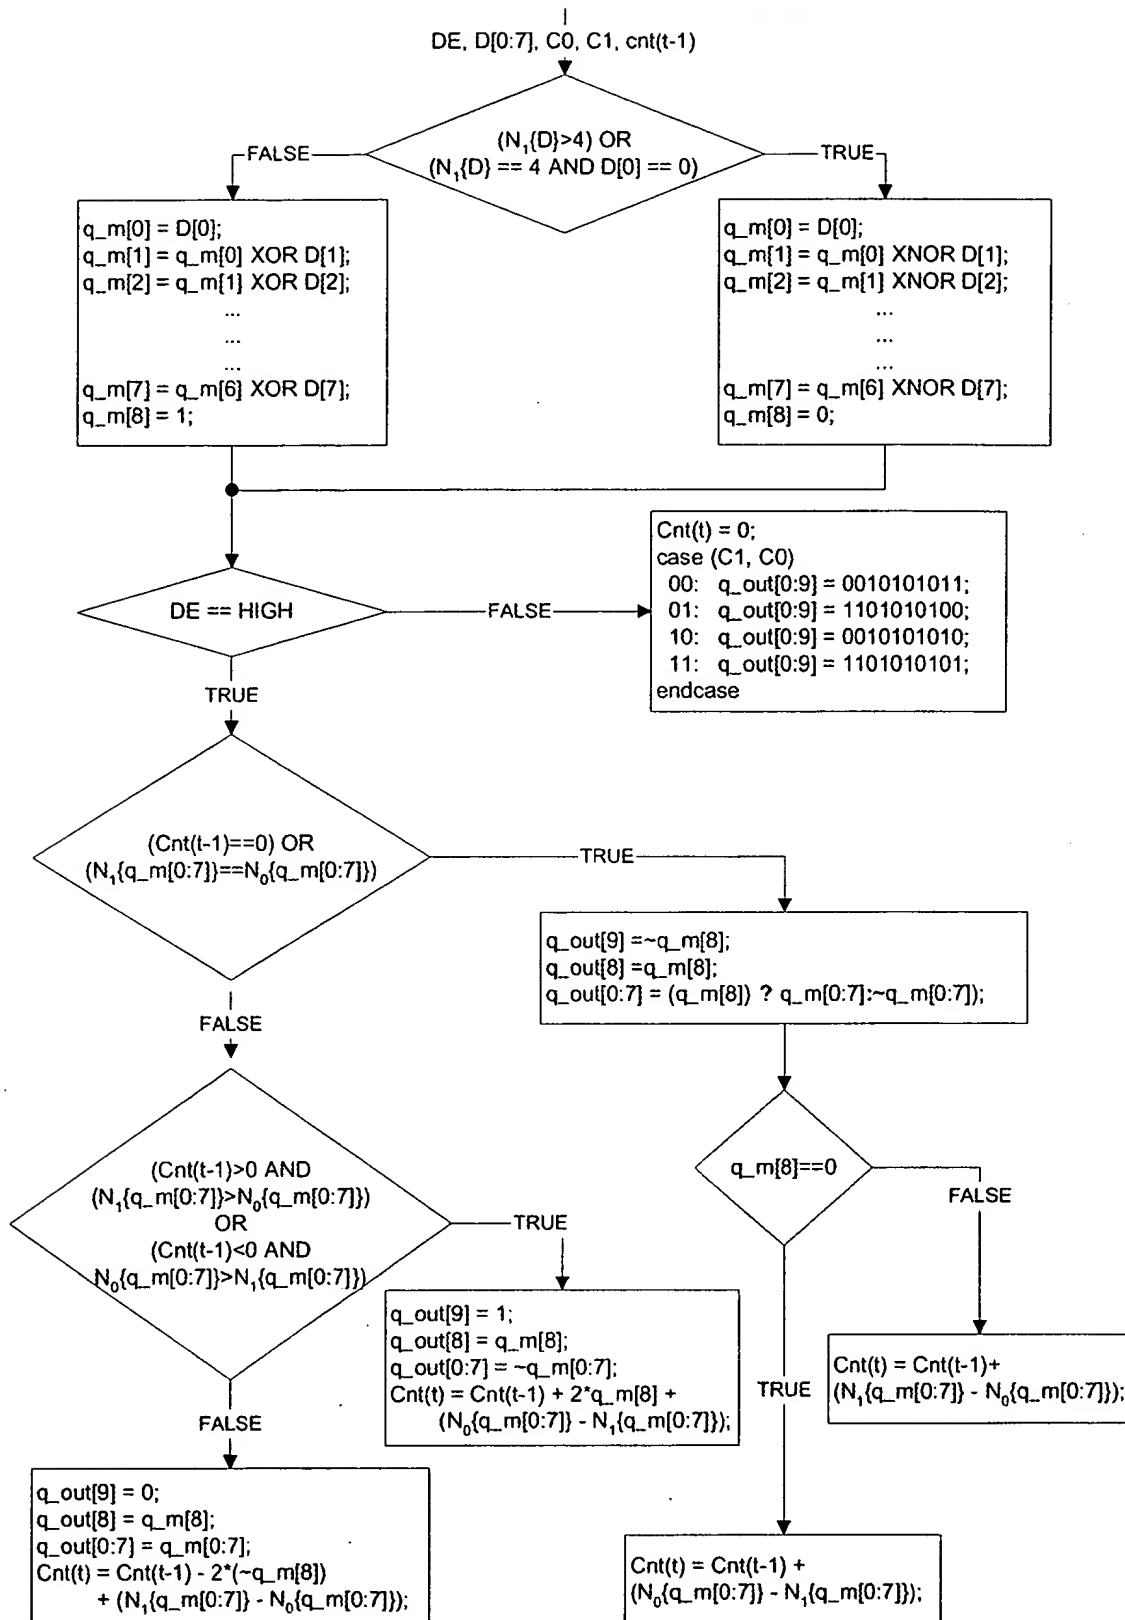 DE, D[0:7], C0, C1, cnt(t-1)
(N₁{D}>4) OR
(N₁{D} == 4 AND D[0] == 0)
FALSE
TRUE
q_m[0] = D[0];
q_m[1] = q_m[0] XOR D[1];
q_m[2] = q_m[1] XOR D[2];
...
...
...
q_m[7] = q_m[6] XOR D[7];
q_m[8] = 1;
q_m[0] = D[0];
q_m[1] = q_m[0] XNOR D[1];
q_m[2] = q_m[1] XNOR D[2];
...
...
...
q_m[7] = q_m[6] XNOR D[7];
q_m[8] = 0;
DE == HIGH
FALSE
Cnt(t) = 0;
case (C1, C0)
00: q_out[0:9] = 0010101011;
01: q_out[0:9] = 1101010100;
10: q_out[0:9] = 0010101010;
11: q_out[0:9] = 1101010101;
endcase
TRUE
(Cnt(t-1)==0) OR
(N₁{q_m[0:7]}==N₀{q_m[0:7]})
TRUE
q_out[9] =~q_m[8];
q_out[8] =q_m[8];
q_out[0:7] = (q_m[8]) ? q_m[0:7]:~q_m[0:7]);
FALSE
(Cnt(t-1)>0 AND
(N₁{q_m[0:7]}>N₀{q_m[0:7]})
OR
(Cnt(t-1)<0 AND
N₀{q_m[0:7]}>N₁{q_m[0:7]})
TRUE
q_out[9] = 1;
q_out[8] = q_m[8];
q_out[0:7] = ~q_m[0:7];
Cnt(t) = Cnt(t-1) + 2*q_m[8] +
(N₀{q_m[0:7]} - N₁{q_m[0:7]});
q_m[8]==0
FALSE
Cnt(t) = Cnt(t-1)+
(N₁{q_m[0:7]} - N₀{q_m[0:7]});
TRUE
FALSE
q_out[9] = 0;
q_out[8] = q_m[8];
q_out[0:7] = q_m[0:7];
Cnt(t) = Cnt(t-1) - 2*(~q_m[8])
+ (N₁{q_m[0:7]} - N₀{q_m[0:7]});
Cnt(t) = Cnt(t-1) +
(N₀{q_m[0:7]} - N₁{q_m[0:7]});